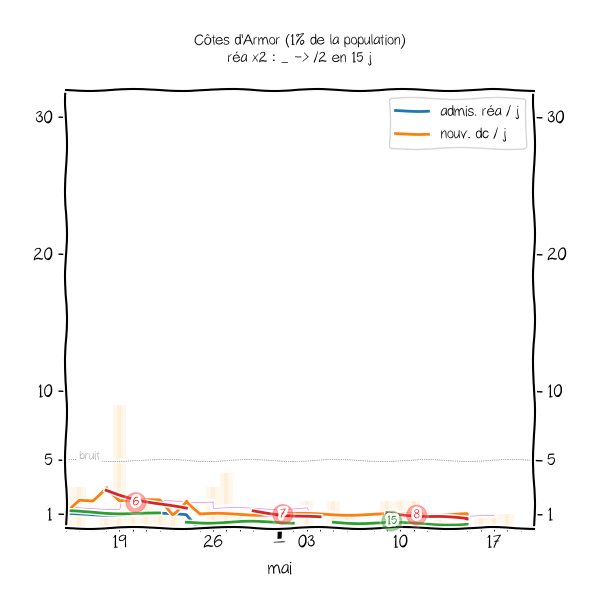 Côtes d'Armor (1% de la population)
réa x2 : _ -> /2 en 15 j
admis. réa / j
nouv. dc / j
30 30
20 20
10 10
5 bruit 5
1 6 7 15 8 1
19 26 03 10 17
mai